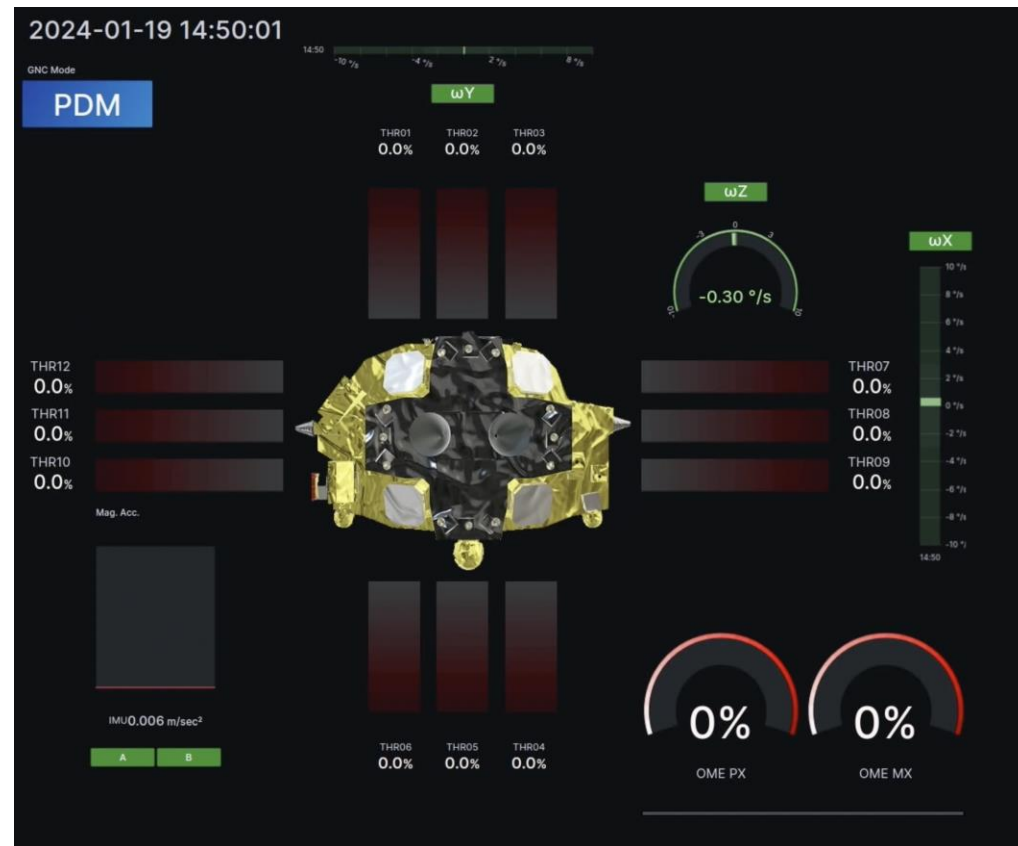 2024-01-19 14:50:01
GNC Mode
PDM
14:50
-10 °/s -4 °/s 2 °/s 8 °/s
ωY
THR01 THR02 THR03
0.0% 0.0% 0.0%
ωZ
-10 -3 0 3 10
-0.30 °/s
ωX
10 °/s
8 °/s
6 °/s
4 °/s
2 °/s
0 °/s
-2 °/s
-4 °/s
-6 °/s
-8 °/s
-10 °/
14:50
THR12
0.0%
THR11
0.0%
THR10
0.0%
THR07
0.0%
THR08
0.0%
THR09
0.0%
Mag. Acc.
IMU0.006 m/sec²
A B
THR06 THR05 THR04
0.0% 0.0% 0.0%
0% 0%
OME PX OME MX